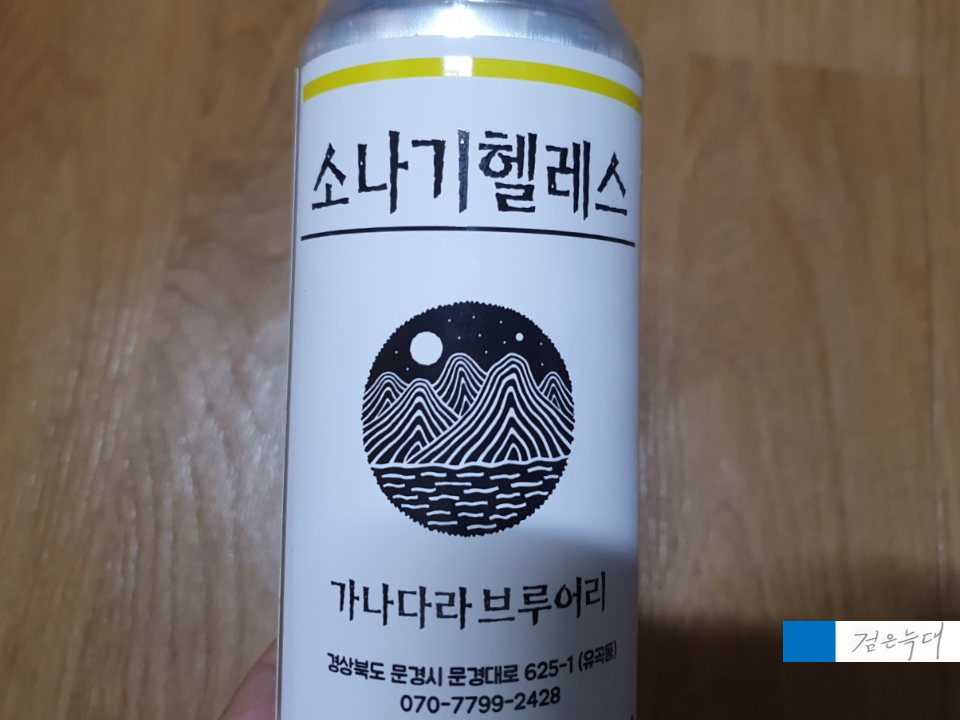 소나기헬레스
가나다라브루어리
경상북도 문경시 문경대로 625-1 (유곡동)
070-7799-2428
검은늑대